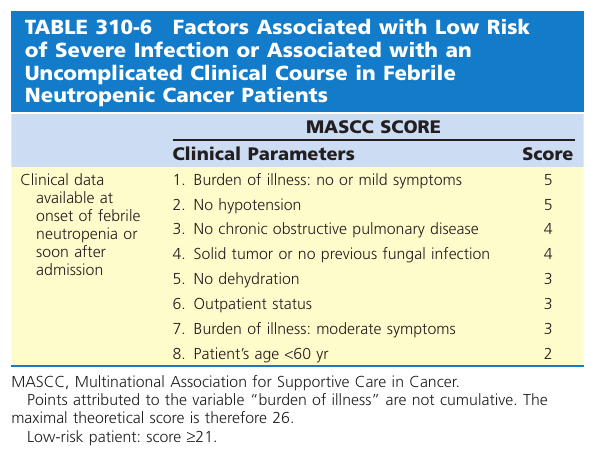 TABLE 310-6 Factors Associated with Low Risk
of Severe Infection or Associated with an
Uncomplicated Clinical Course in Febrile
Neutropenic Cancer Patients
MASCC SCORE
Clinical Parameters Score
Clinical data
available at
onset of febrile
neutropenia or
soon after
admission
1. Burden of illness: no or mild symptoms 5
2. No hypotension 5
3. No chronic obstructive pulmonary disease 4
4. Solid tumor or no previous fungal infection 4
5. No dehydration 3
6. Outpatient status 3
7. Burden of illness: moderate symptoms 3
8. Patient’s age <60 yr 2
MASCC, Multinational Association for Supportive Care in Cancer.
Points attributed to the variable “burden of illness” are not cumulative. The
maximal theoretical score is therefore 26.
Low-risk patient: score ≥21.